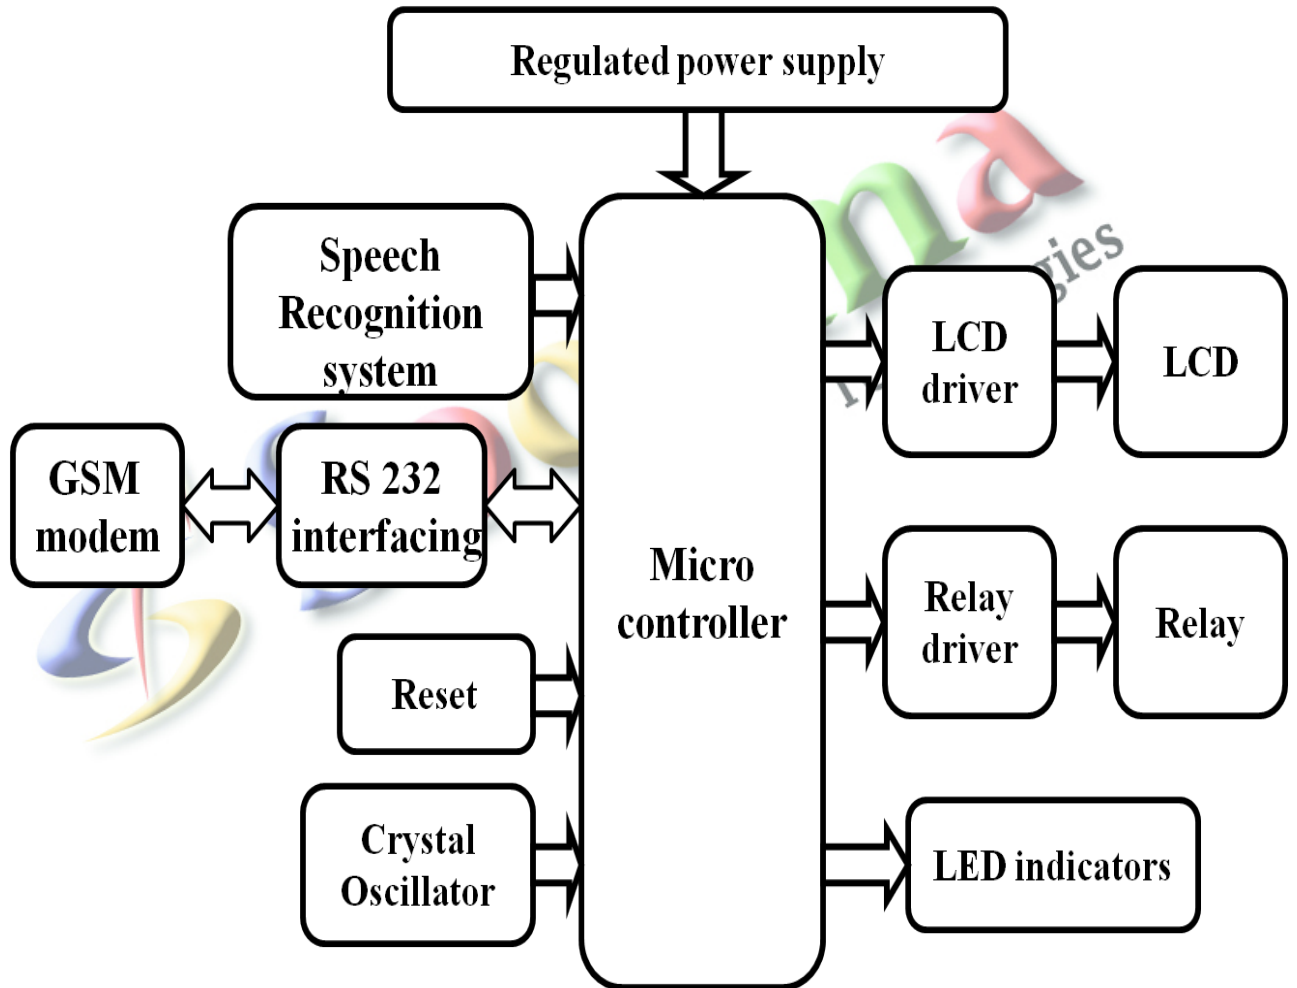 Regulated power supply
Speech
Recognition
system
LCD
driver
LCD
GSM
modem
RS 232
interfacing
Micro
controller
Relay
driver
Relay
Reset
Crystal
Oscillator
LED indicators